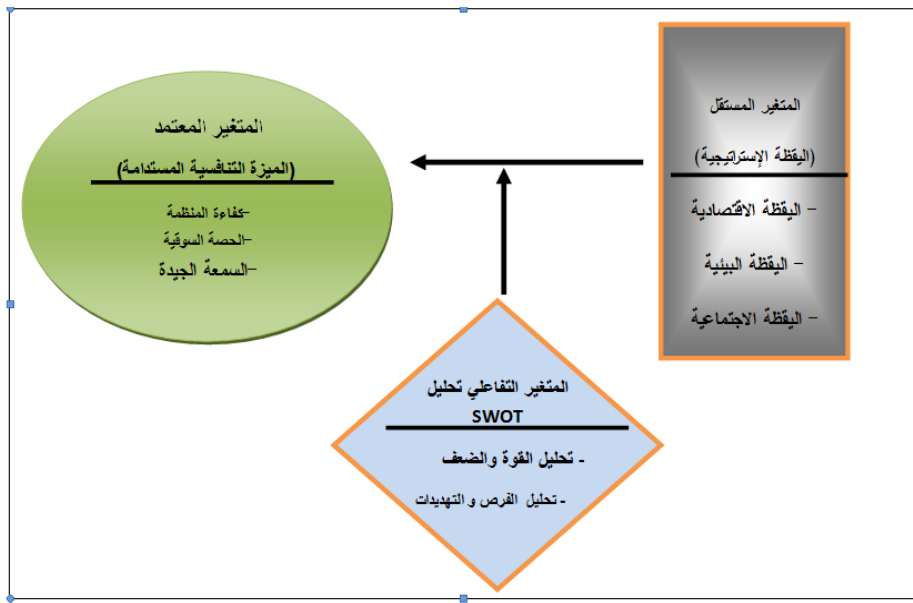 المتغير المستقل
(اليقظة الإستراتيجية)
– اليقظة الاقتصادية
– اليقظة البيئية
– اليقظة الاجتماعية
المتغير المعتمد
(الميزة التنافسية المستدامة)
–كفاءة المنظمة
–الحصة السوقية
–السمعة الجيدة
المتغير التفاعلي تحليل
SWOT
- تحليل القوة والضعف
- تحليل الفرص و التهديدات